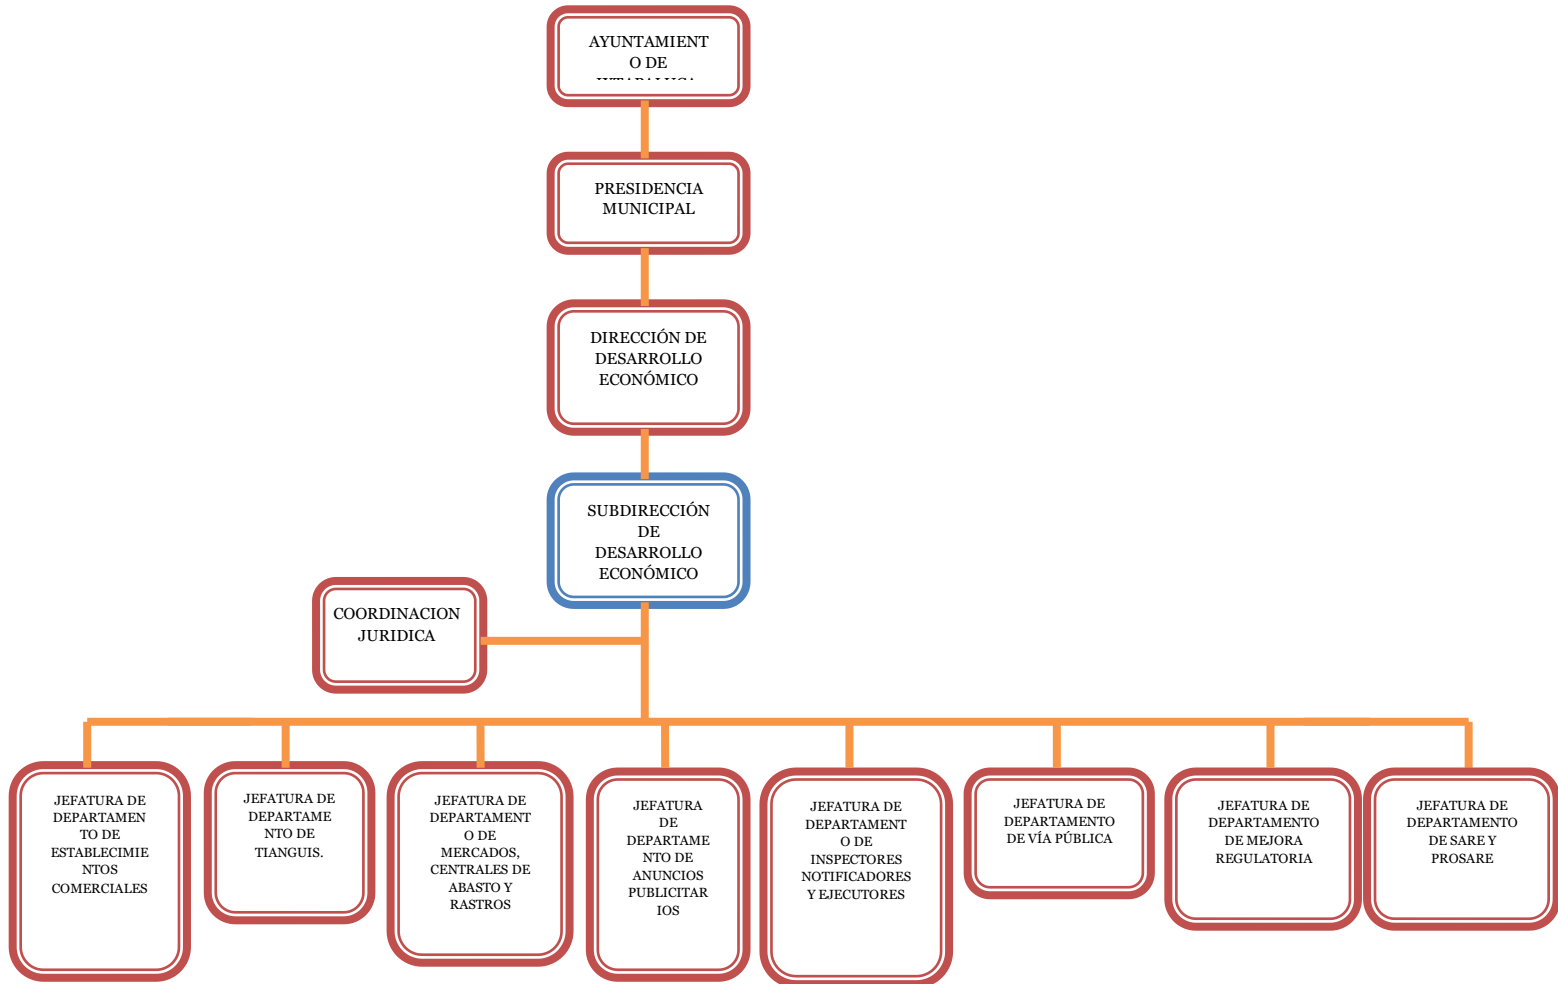 AYUNTAMIENT
O DE
PRESIDENCIA
MUNICIPAL
DIRECCIÓN DE
DESARROLLO
ECONÓMICO
SUBDIRECCIÓN
DE
DESARROLLO
ECONÓMICO
COORDINACION
JURIDICA
JEFATURA DE
DEPARTAMEN
TO DE
ESTABLECIMIE
NTOS
COMERCIALES
JEFATURA DE
DEPARTAME
NTO DE
TIANGUIS.
JEFATURA DE
DEPARTAMENT
O DE
MERCADOS,
CENTRALES DE
ABASTO Y
RASTROS
JEFATURA
DE
DEPARTAME
NTO DE
ANUNCIOS
PUBLICITAR
IOS
JEFATURA DE
DEPARTAMENT
O DE
INSPECTORES
NOTIFICADORES
Y EJECUTORES
JEFATURA DE
DEPARTAMENTO
DE VÍA PÚBLICA
JEFATURA DE
DEPARTAMENTO
DE MEJORA
REGULATORIA
JEFATURA DE
DEPARTAMENTO
DE SARE Y
PROSARE